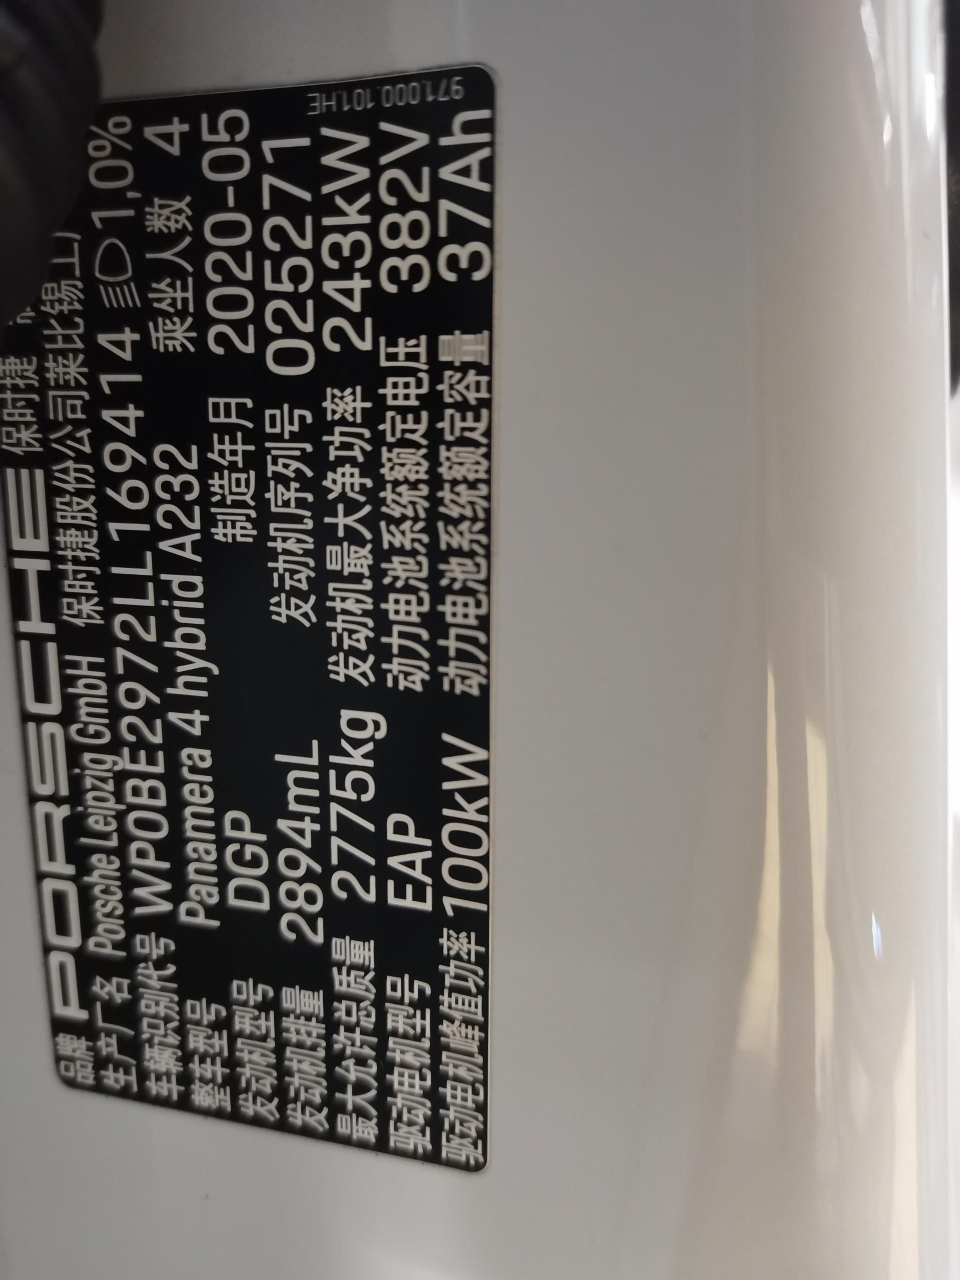 品牌 PORSCHE 保时捷
生产厂名 Porsche Leipzig GmbH 保时捷股份公司莱比锡工厂
车辆识别代号 WP0BE2972LL169414 1,0%
整车型号 Panamera 4 hybrid A232 乘坐人数 4
发动机型号 DGP 制造年月 2020-05
发动机排量 2894mL 发动机序列号 025271
最大允许总质量 2775kg 发动机最大净功率 243kW
驱动电机型号 EAP 动力电池系统额定电压 382V
驱动电机峰值功率 100kW 动力电池系统额定容量 37Ah
971.000.101.HE